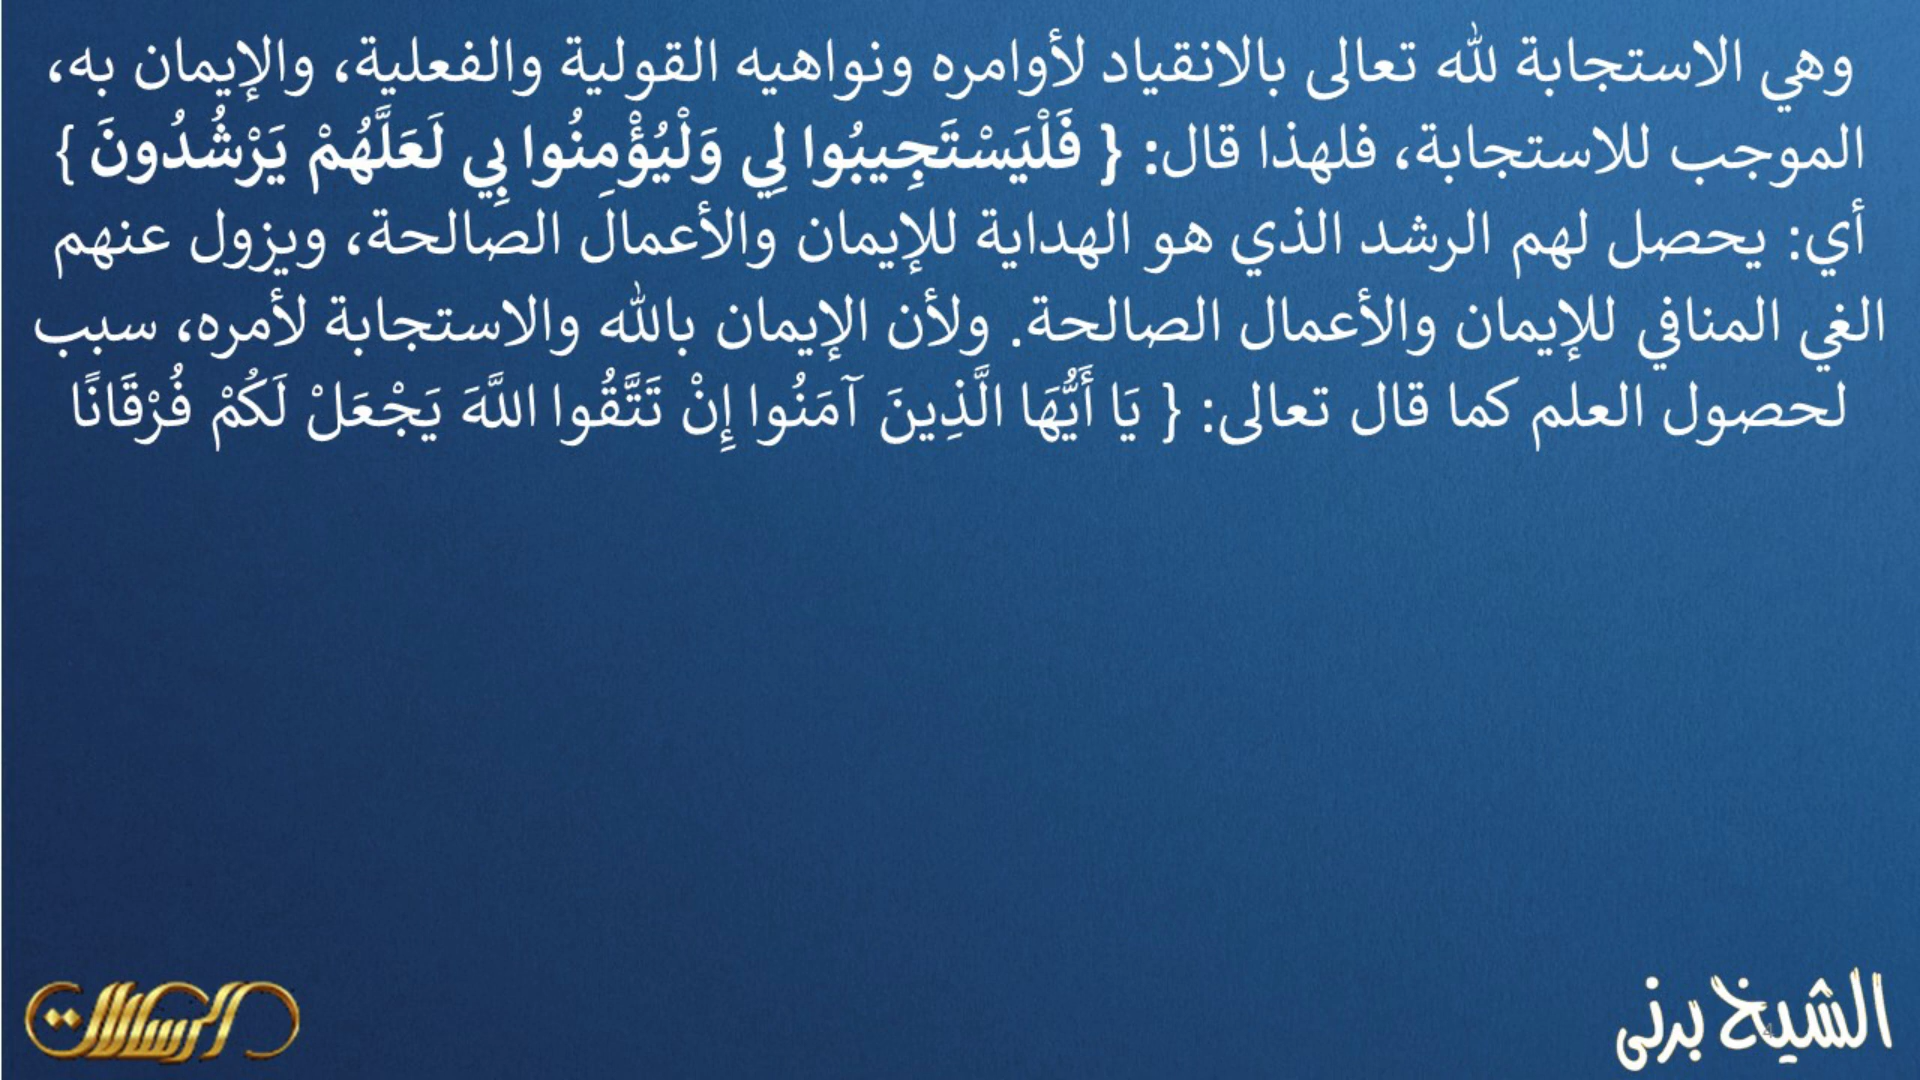 وهي الاستجابة لله تعالى بالانقياد لأوامره ونواهيه القولية والفعلية، والإيمان به،
الموجب للاستجابة، فلهذا قال: { فَلْيَسْتَجِيبُوا لِي وَلْيُؤْمِنُوا بِي لَعَلَّهُمْ يَرْشُدُونَ }
أي: يحصل لهم الرشد الذي هو الهداية للإيمان والأعمال الصالحة، ويزول عنهم
الغي المنافي للإيمان والأعمال الصالحة. ولأن الإيمان بالله والاستجابة لأمره، سبب
لحصول العلم كما قال تعالى: { يَا أَيُّهَا الَّذِينَ آمَنُوا إِنْ تَتَّقُوا اللَّهَ يَجْعَلْ لَكُمْ فُرْقَانًا
الشيخ برنى
4